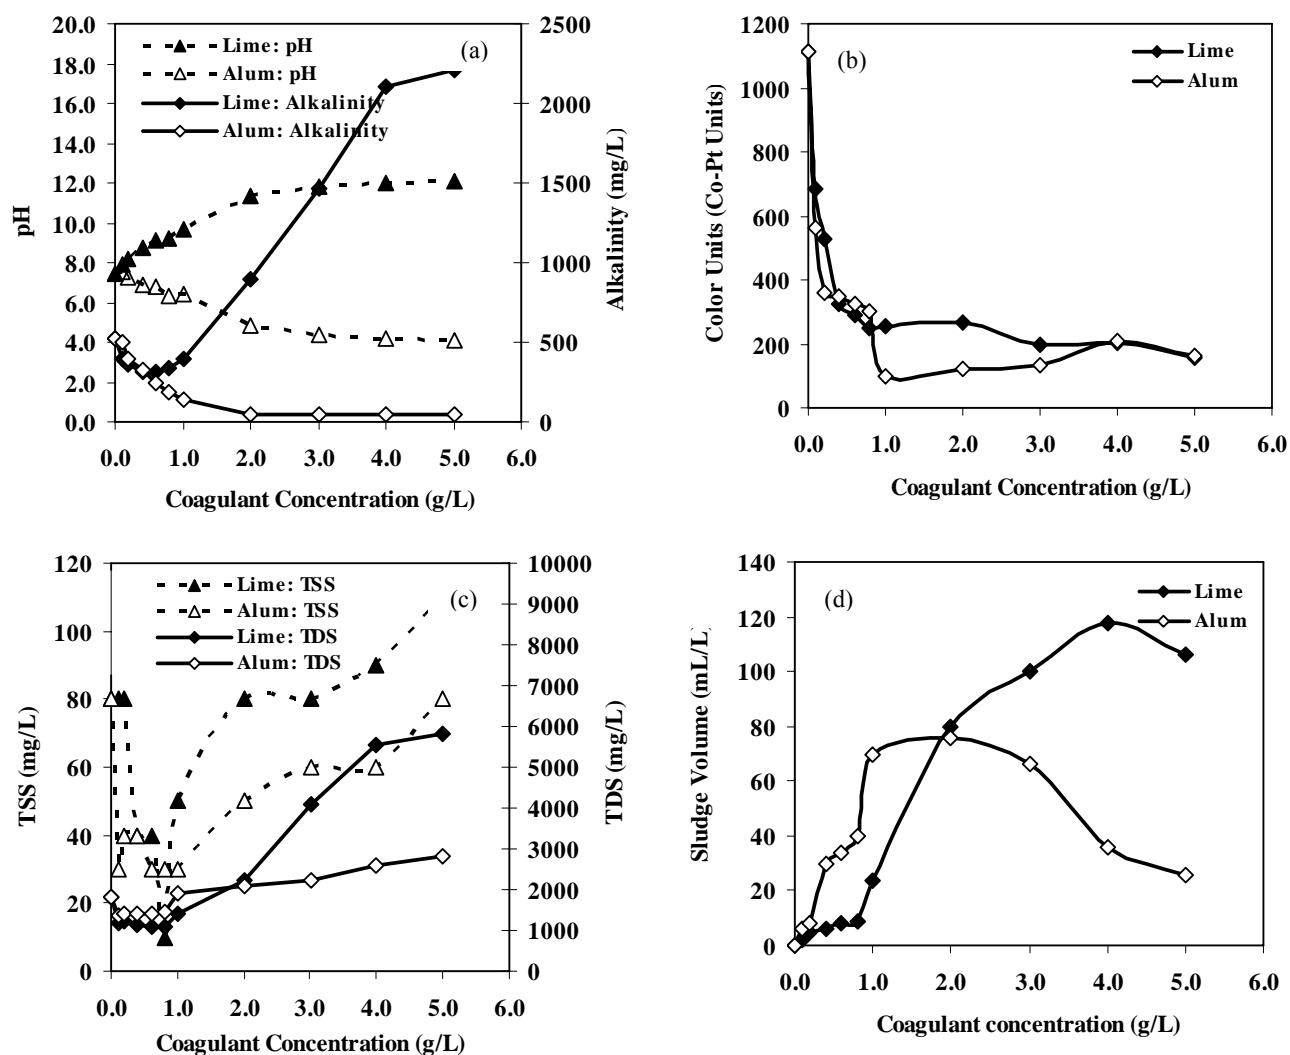 20.0
18.0
16.0
14.0
12.0
10.0
8.0
6.0
4.0
2.0
0.0
pH
Lime: pH
Alum: pH
Lime: Alkalinity
Alum: Alkalinity
(a)
2500
2000
1500
1000
500
0
Alkalinity (mg/L)
0.0 1.0 2.0 3.0 4.0 5.0 6.0
Coagulant Concentration (g/L)
1200
1000
800
600
400
200
0
Color Units (Co-Pt Units)
(b)
Lime
Alum
0.0 1.0 2.0 3.0 4.0 5.0 6.0
Coagulant Concentration (g/L)
120
100
80
60
40
20
0
TSS (mg/L)
Lime: TSS
Alum: TSS
Lime: TDS
Alum: TDS
(c)
10000
9000
8000
7000
6000
5000
4000
3000
2000
1000
0
TDS (mg/L)
0.0 1.0 2.0 3.0 4.0 5.0 6.0
Coagulant Concentration (g/L)
140
120
100
80
60
40
20
0
Sludge Volume (mL/L)
(d)
Lime
Alum
0.0 1.0 2.0 3.0 4.0 5.0 6.0
Coagulant concentration (g/L)